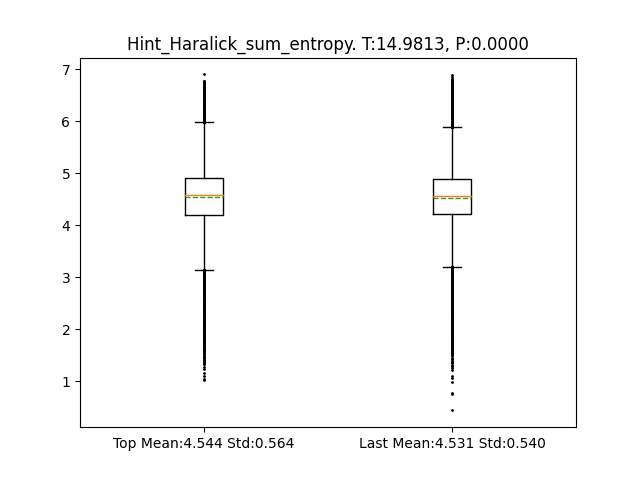 Hint_Haralick_sum_entropy. T:14.9813, P:0.0000
7
6
5
4
3
2
1
Top Mean:4.544 Std:0.564
Last Mean:4.531 Std:0.540